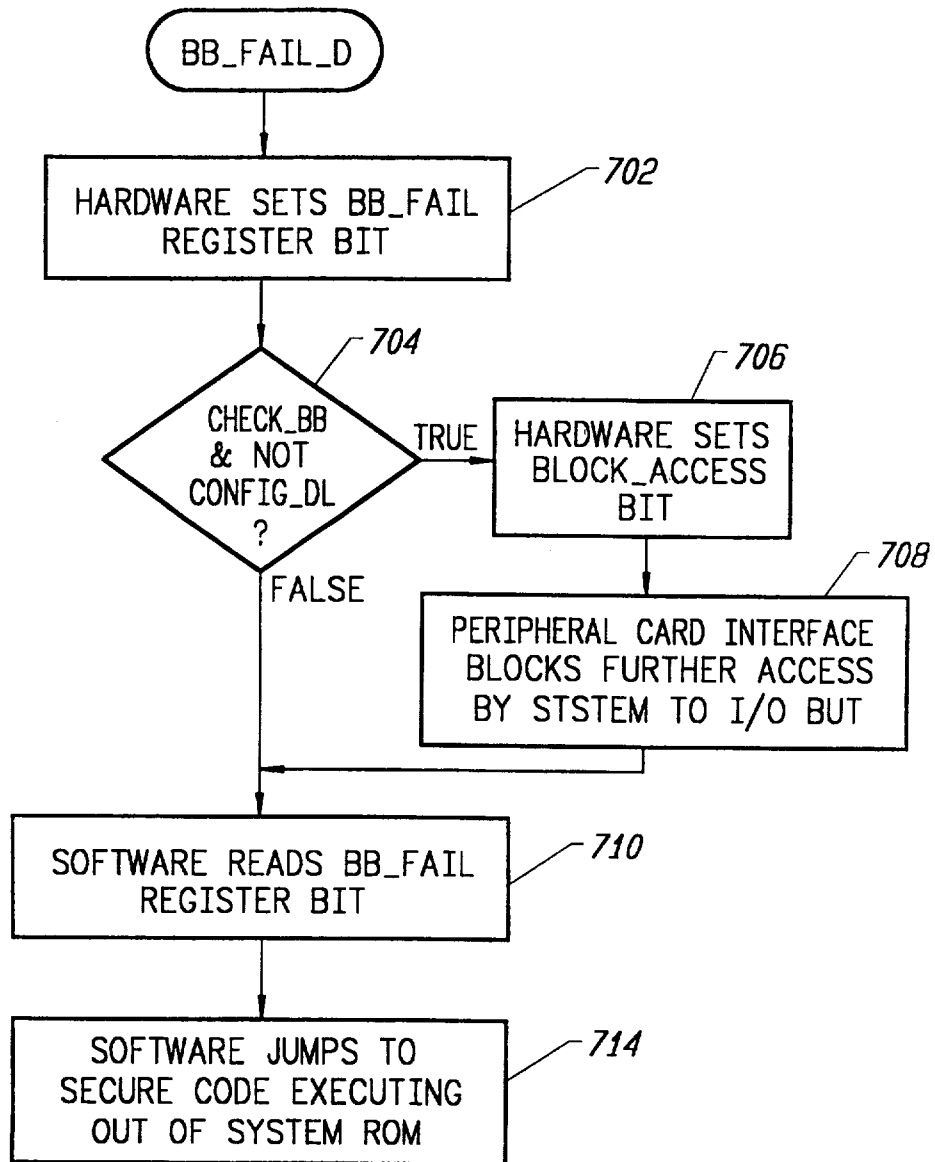 BB_FAIL_D
702
HARDWARE SETS BB_FAIL
REGISTER BIT
704
CHECK_BB
& NOT
CONFIG_DL
?
TRUE
FALSE
706
HARDWARE SETS
BLOCK_ACCESS
BIT
708
PERIPHERAL CARD INTERFACE
BLOCKS FURTHER ACCESS
BY STSTEM TO I/O BUT
710
SOFTWARE READS BB_FAIL
REGISTER BIT
714
SOFTWARE JUMPS TO
SECURE CODE EXECUTING
OUT OF SYSTEM ROM